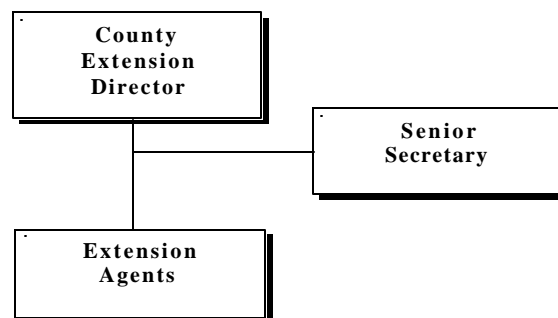 County
Extension
Director
Senior
Secretary
Extension
Agents